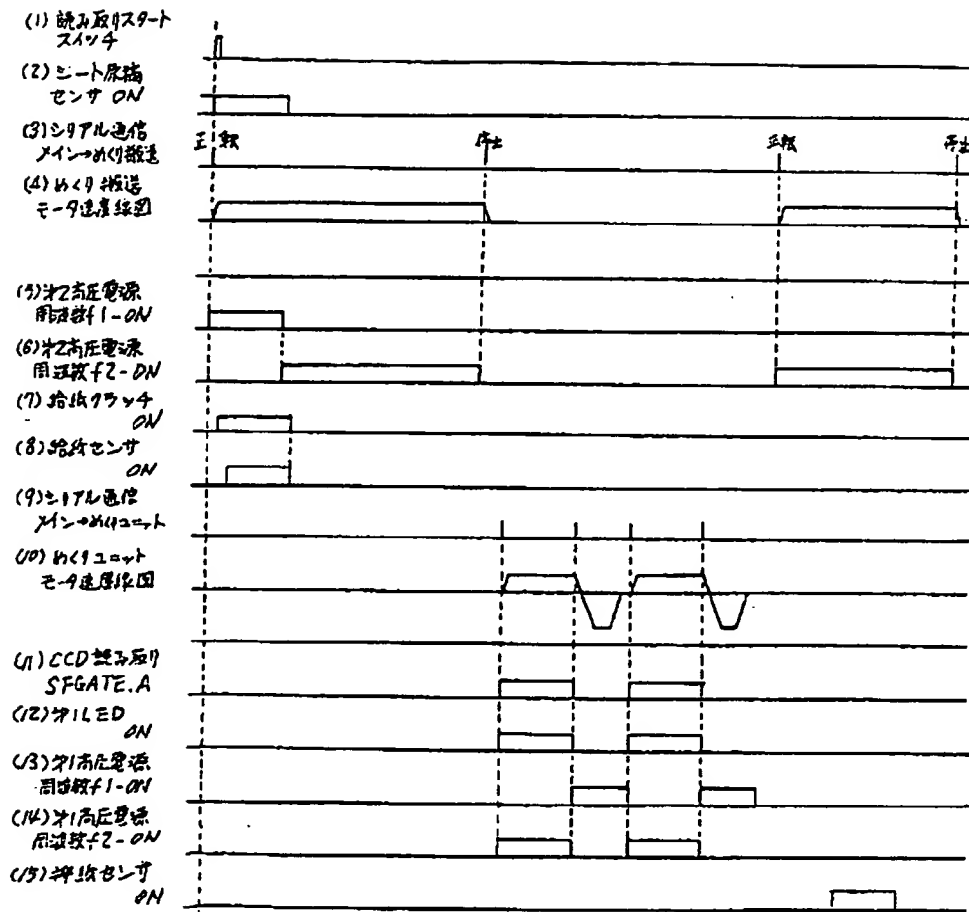 (1) 読み取りスタート
スイッチ
(2) シート原稿
センサ ON
(3) シリアル通信
メイン→めくり搬送
正転
停止
正転
停止
(4) めくり搬送
モータ速度線図
(5) 第2高圧電源
周波数f1-ON
(6) 第2高圧電源
周波数f2-ON
(7) 給紙クラッチ
ON
(8) 給紙センサ
ON
(9) シリアル通信
メイン→めくりユニット
(10) めくりユニット
モータ速度線図
(11) CCD読み取り
SFGATE.A
(12) 第1LED
ON
(13) 第1高圧電源
周波数f1-ON
(14) 第1高圧電源
周波数f2-ON
(15) 排紙センサ
ON